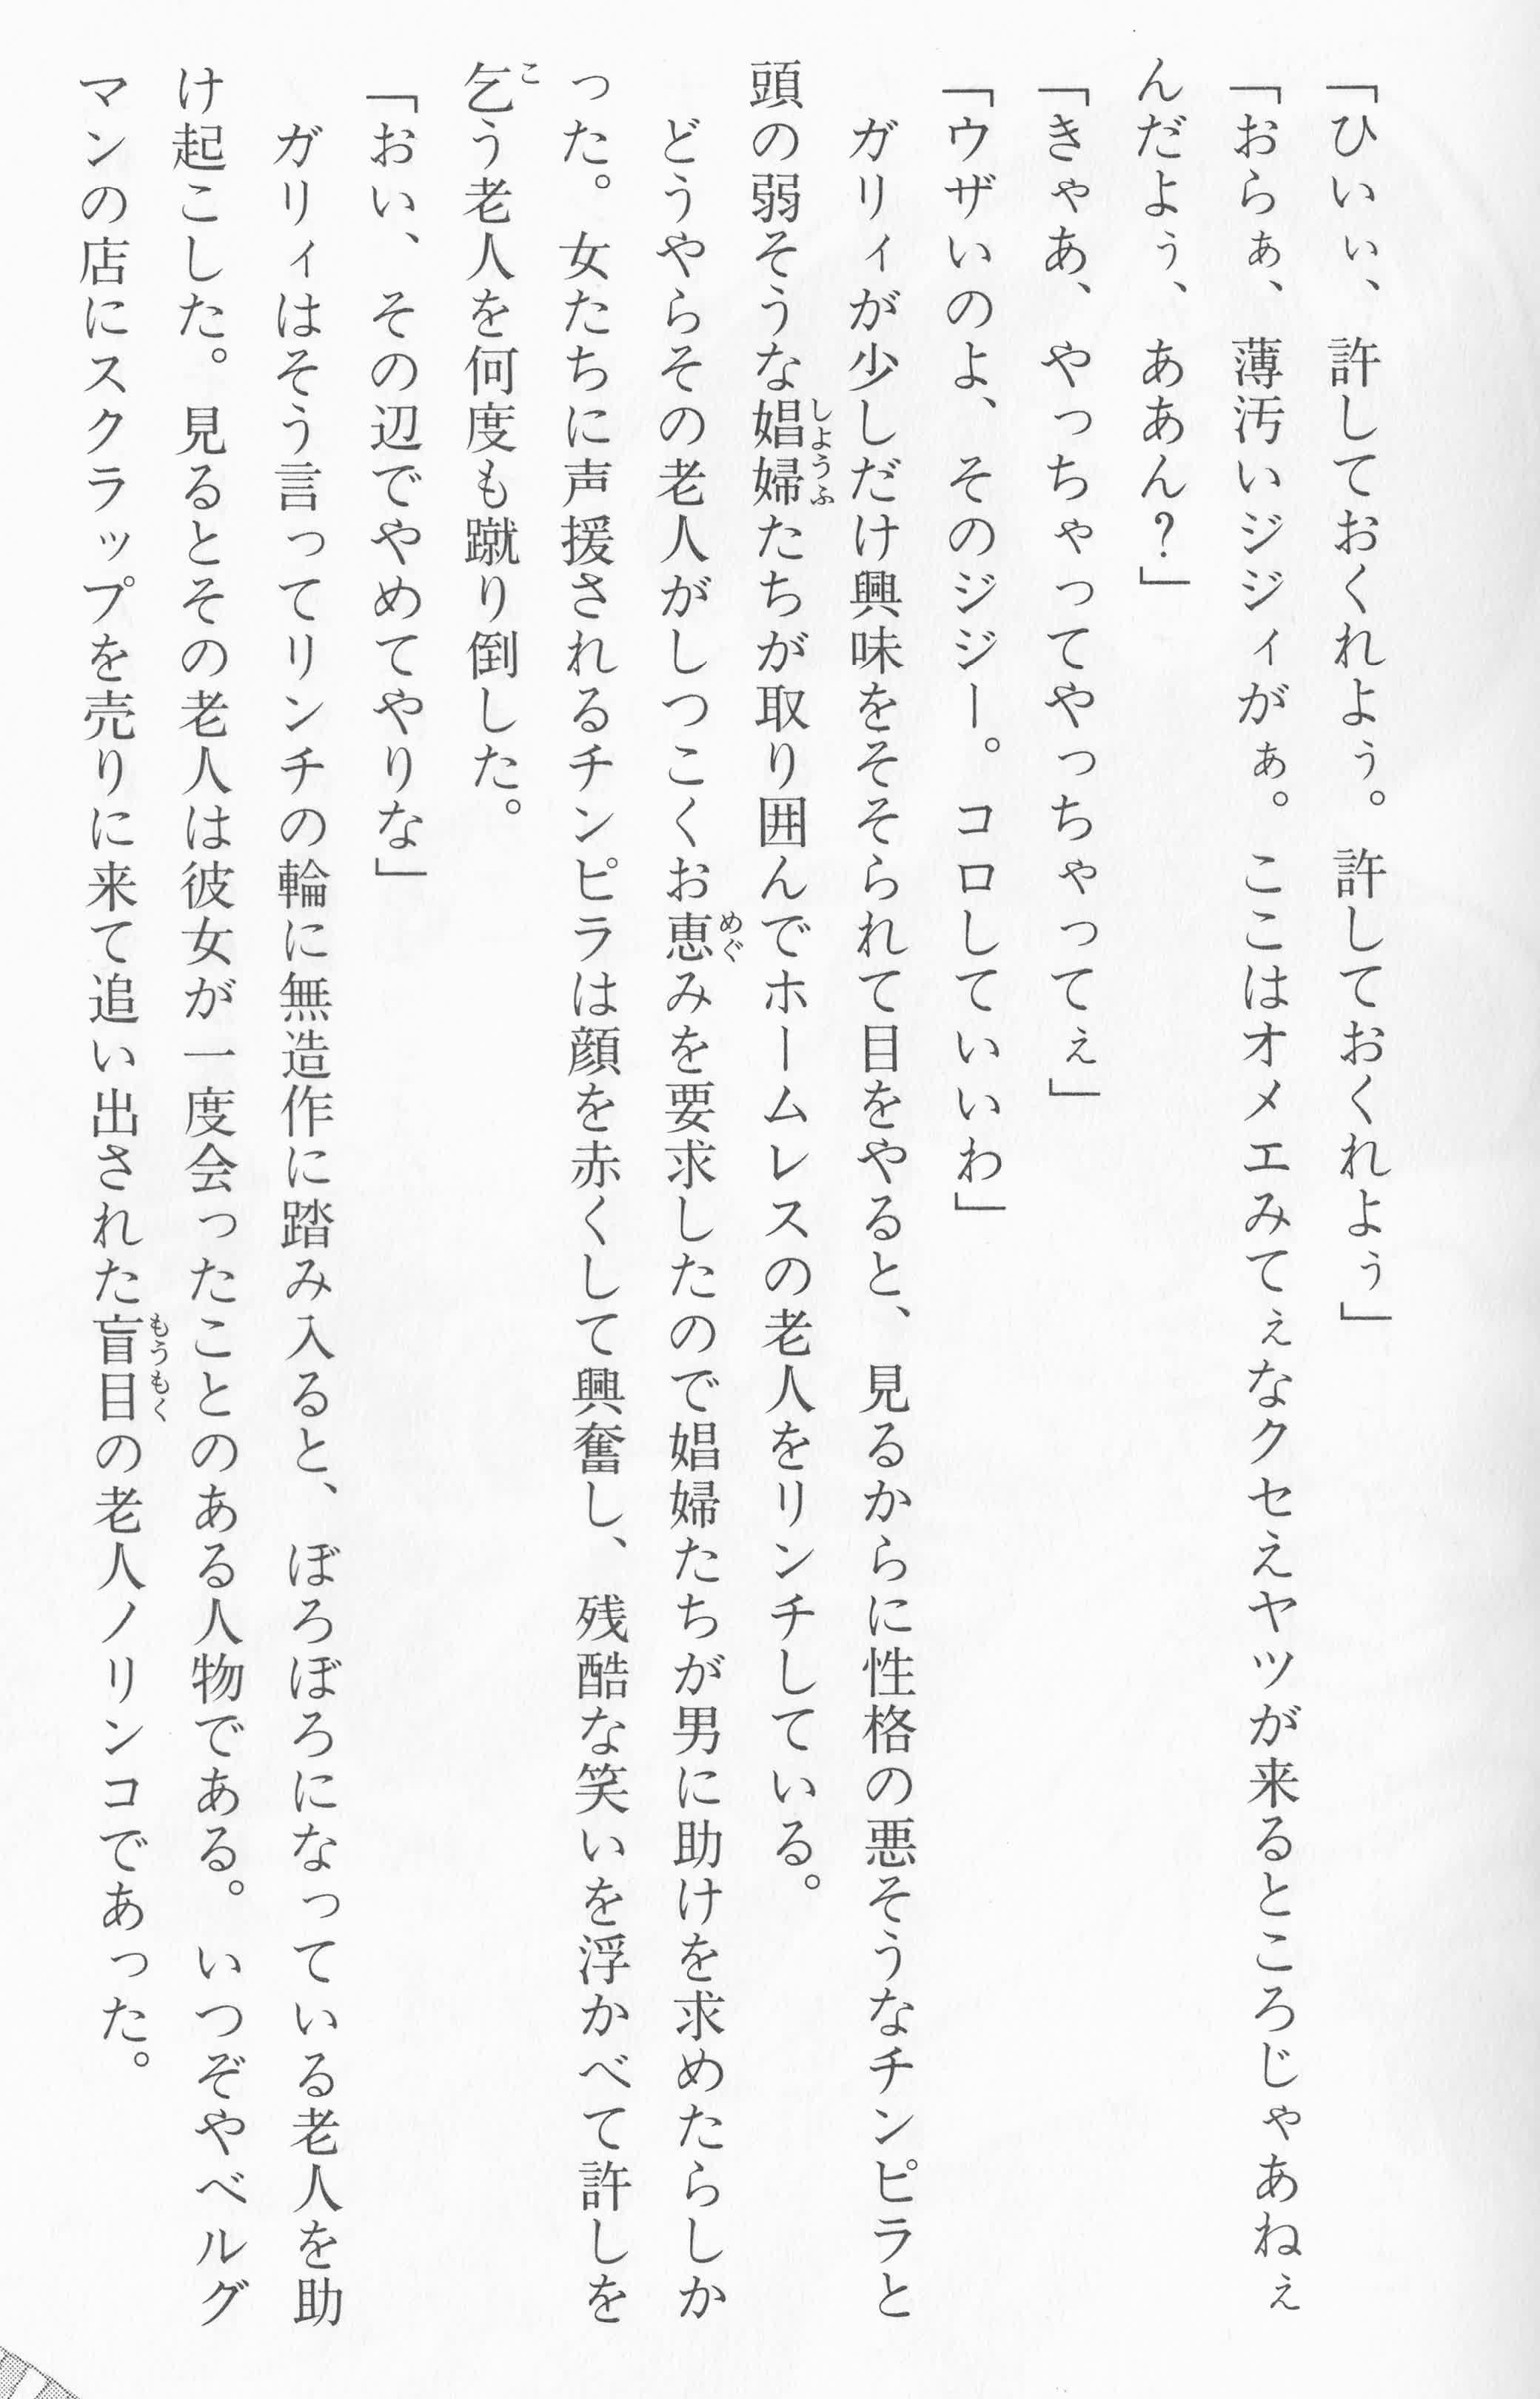 「ひいぃ、許しておくれよぅ。許しておくれよぅ」
「おらぁ、薄汚いジジィがぁ。ここはオメエみてぇなクセえヤツが来るところじゃあねぇ
んだよぅ、ああん？」
「きゃあ、やっちゃってやっちゃってぇ」
「ウザいのよ、そのジジー。コロしていいわ」
　ガリィが少しだけ興味をそそられて目をやると、見るからに性格の悪そうなチンピラと
頭の弱そうな娼婦たちが取り囲んでホームレスの老人をリンチしている。
　どうやらその老人がしつこくお恵みを要求したので娼婦たちが男に助けを求めたらしか
った。女たちに声援されるチンピラは顔を赤くして興奮し、残酷な笑いを浮かべて許しを
乞う老人を何度も蹴り倒した。
「おい、その辺でやめてやりな」
　ガリィはそう言ってリンチの輪に無造作に踏み入ると、ぼろぼろになっている老人を助
け起こした。見るとその老人は彼女が一度会ったことのある人物である。いつぞやベルグ
マンの店にスクラップを売りに来て追い出された盲目の老人ノリンコであった。